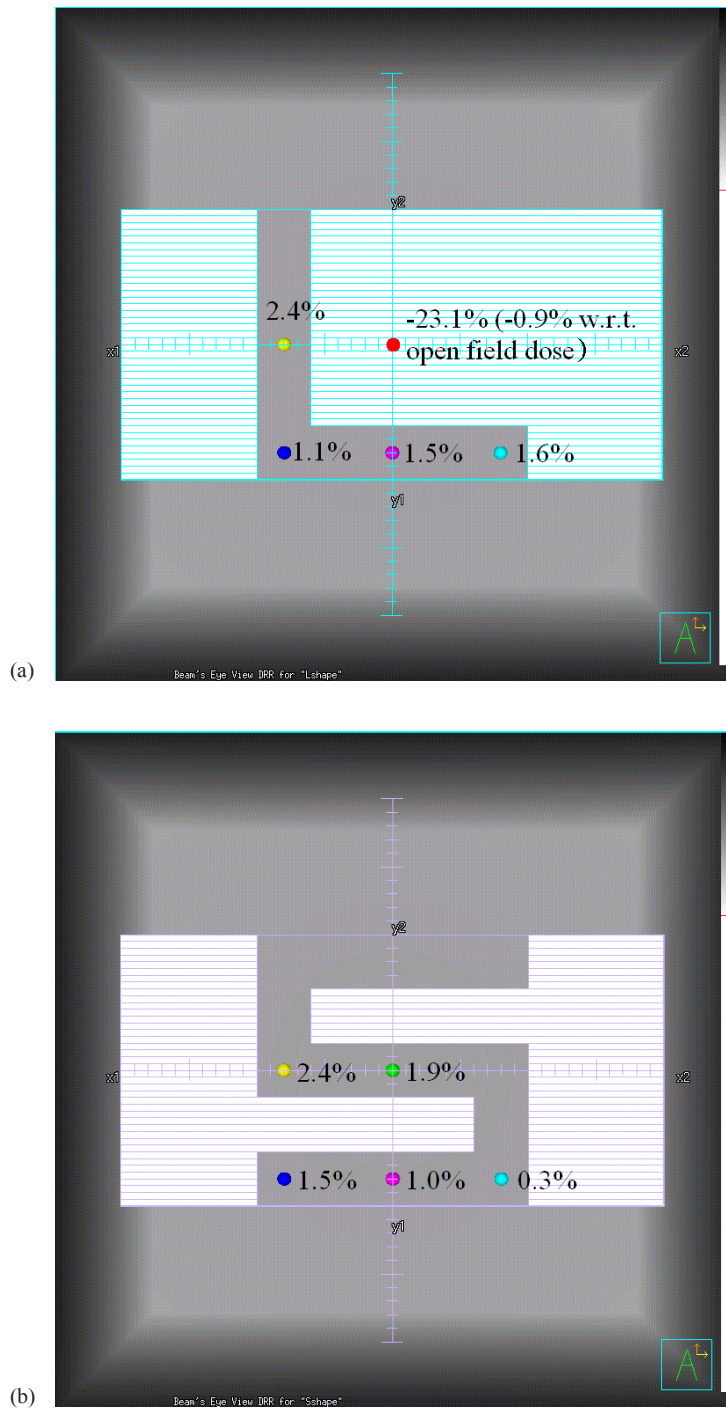 y2
2.4%
-23.1% (-0.9% w.r.t.
open field dose)
x1
x2
1.1%
1.5%
1.6%
y1
A
(a)
Beam's Eye View DRR for "Lshape"
y2
x1
2.4%
1.9%
x2
1.5%
1.0%
0.3%
y1
A
(b)
Beam's Eye View DRR for "Sshape"